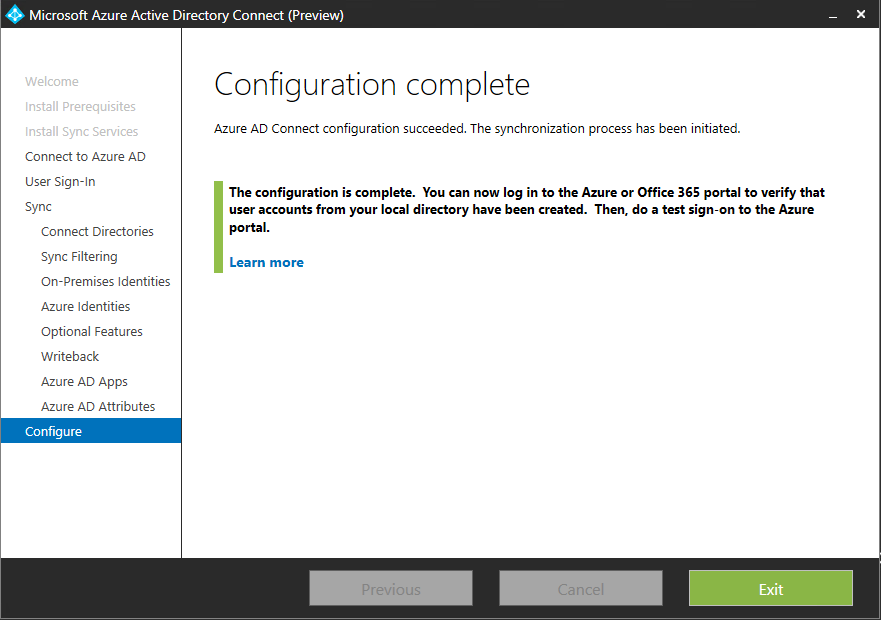 Microsoft Azure Active Directory Connect (Preview)
Welcome
Install Prerequisites
Install Sync Services
Connect to Azure AD
User Sign-In
Sync
Connect Directories
Sync Filtering
On-Premises Identities
Azure Identities
Optional Features
Writeback
Azure AD Apps
Azure AD Attributes
Configure
Configuration complete
Azure AD Connect configuration succeeded. The synchronization process has been initiated.
The configuration is complete.  You can now log in to the Azure or Office 365 portal to verify that
user accounts from your local directory have been created.  Then, do a test sign-on to the Azure
portal.
Learn more
Previous
Cancel
Exit